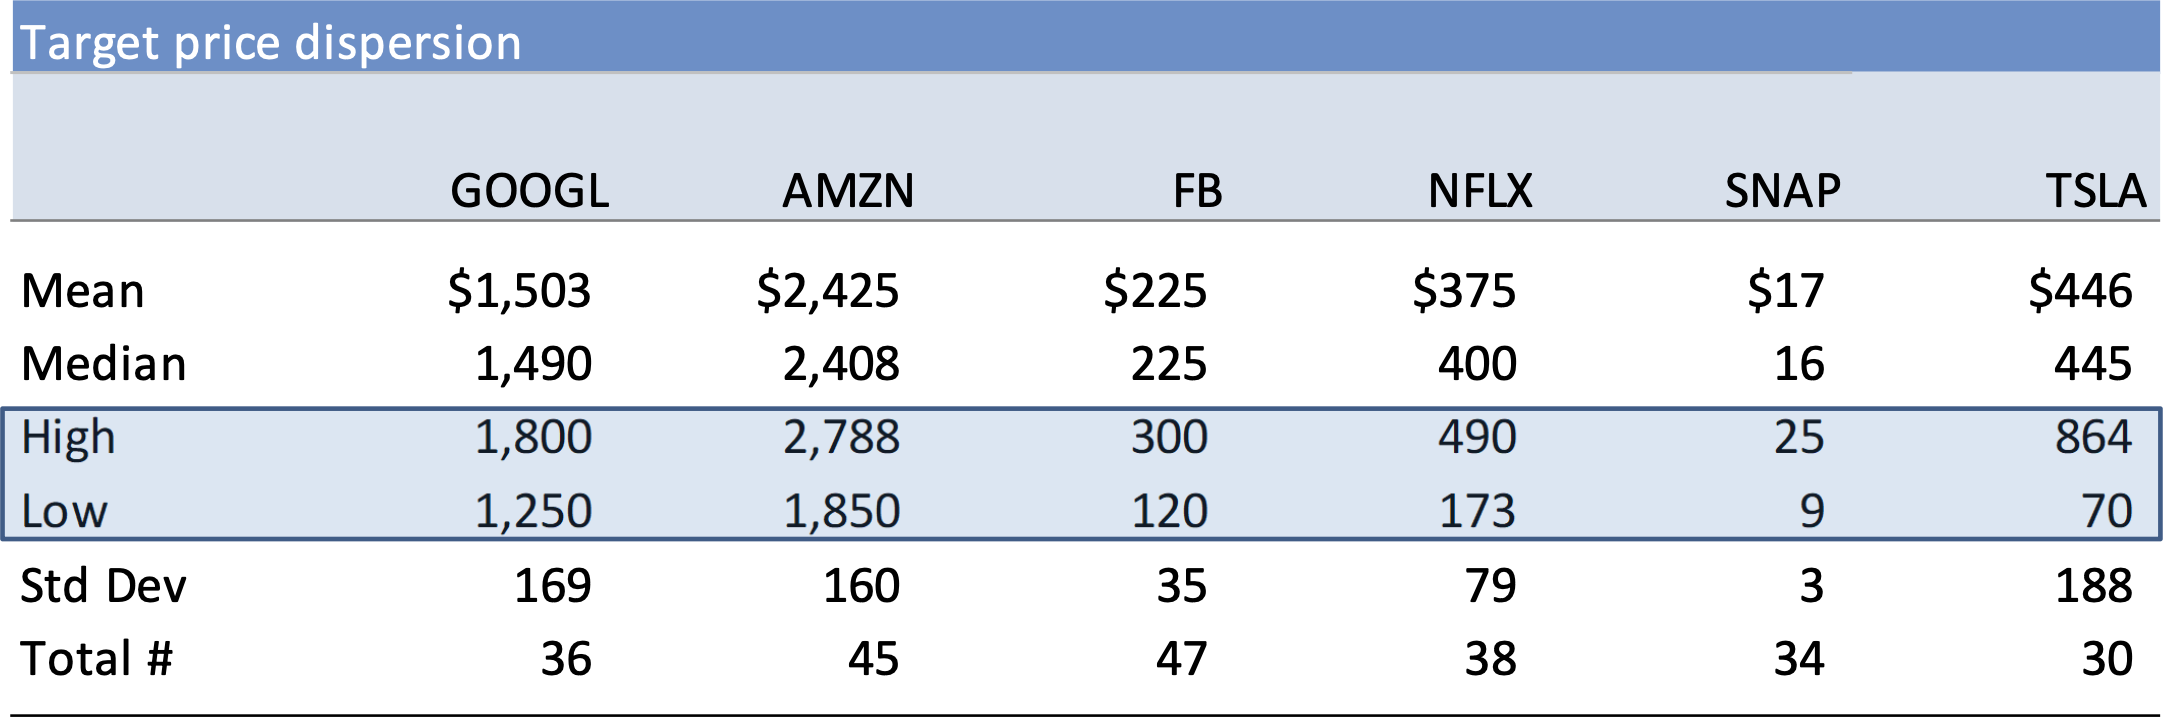 Target price dispersion
GOOGL AMZN FB NFLX SNAP TSLA
Mean $1,503 $2,425 $225 $375 $17 $446
Median 1,490 2,408 225 400 16 445
High 1,800 2,788 300 490 25 864
Low 1,250 1,850 120 173 9 70
Std Dev 169 160 35 79 3 188
Total # 36 45 47 38 34 30